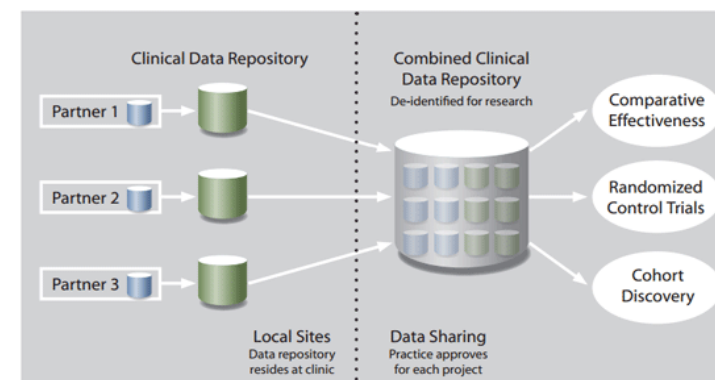 Clinical Data Repository
Combined Clinical
Data Repository
De-identified for research
Partner 1
Partner 2
Partner 3
Comparative
Effectiveness
Randomized
Control Trials
Cohort
Discovery
Local Sites
Data repository
resides at clinic
Data Sharing
Practice approves
for each project